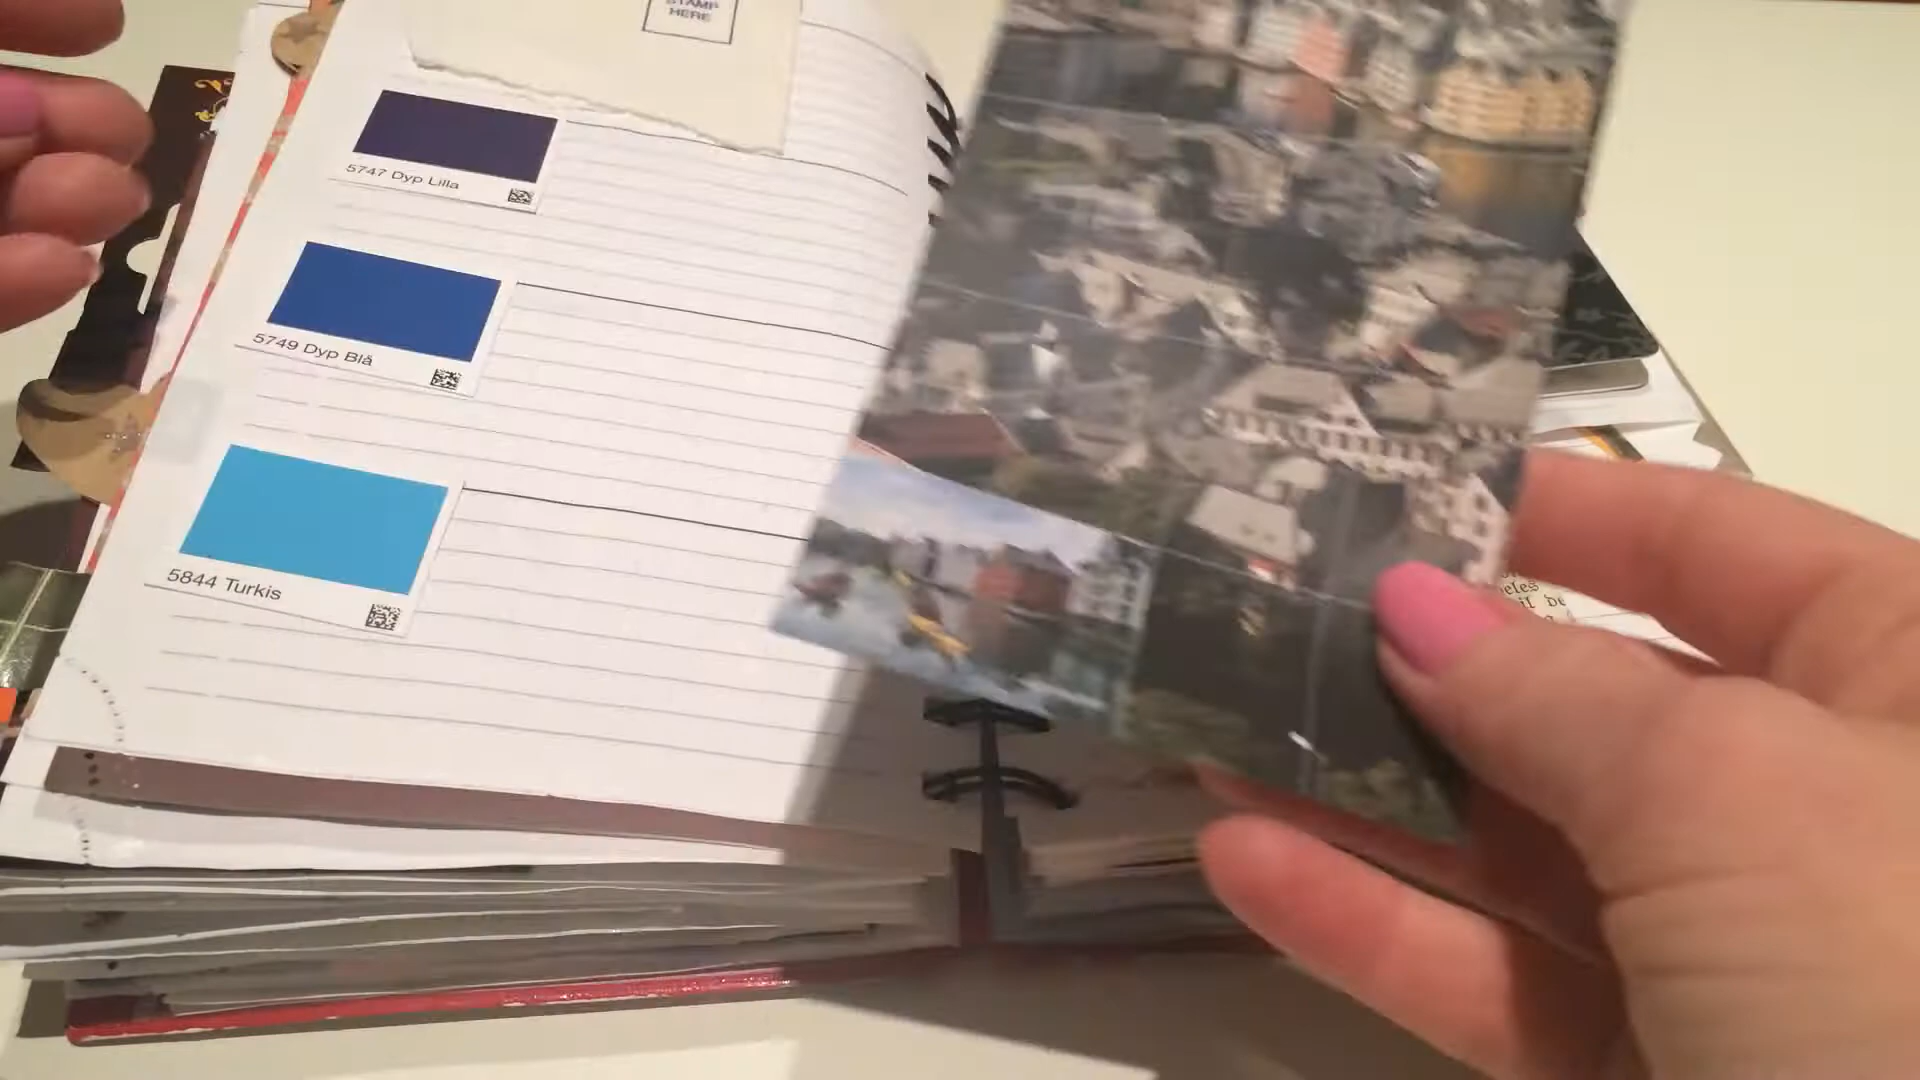 STAMP
HERE
5747 Dyp Lilla
5749 Dyp Blå
5844 Turkis